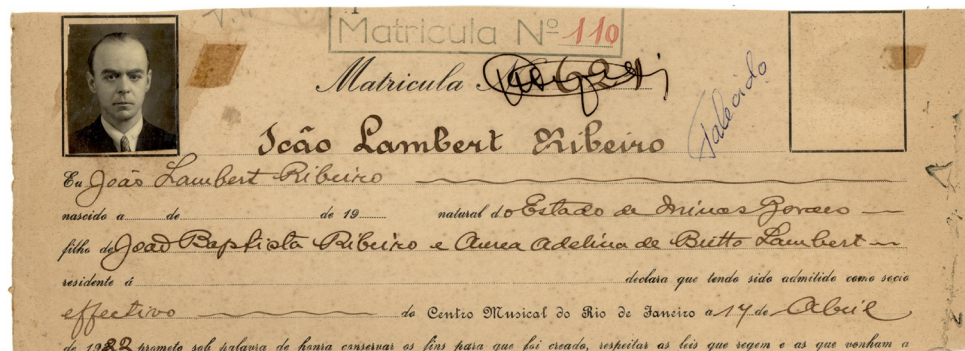 Matricula Nº 110
Matricula
João Lambert Ribeiro
Falecido
Eu João Lambert Ribeiro
nascido a de de 19 natural do Estado de Minas Geraes
filho de João Baptista Ribeiro e Aurea Adelina de Britto Lambert
residente á declara que tendo sido admitido como socio
effectivo do Centro Musical do Rio de Janeiro a 17 de Abril
de 1922 prometo sob palavra de honra conservar os fins para que foi creado, respeitar as leis que regem e as que venham a